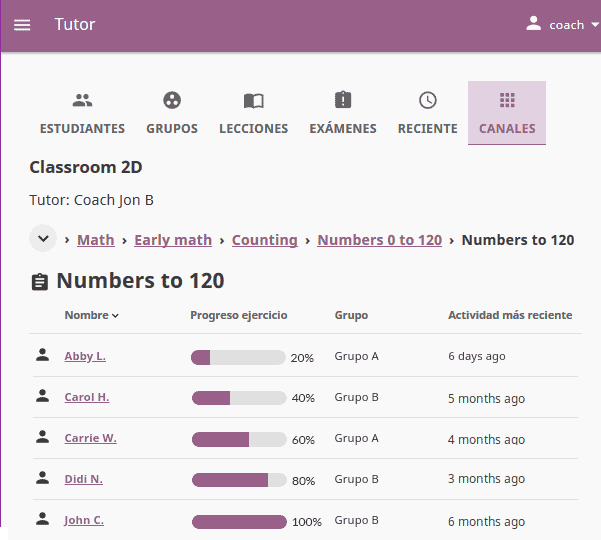 Tutor
coach
ESTUDIANTES GRUPOS LECCIONES EXÁMENES RECIENTE CANALES
Classroom 2D
Tutor: Coach Jon B
› Math › Early math › Counting › Numbers 0 to 120 › Numbers to 120
Numbers to 120
Nombre Progreso ejercicio Grupo Actividad más reciente
Abby L. 20% Grupo A 6 days ago
Carol H. 40% Grupo B 5 months ago
Carrie W. 60% Grupo A 4 months ago
Didi N. 80% Grupo B 3 months ago
John C. 100% Grupo B 6 months ago